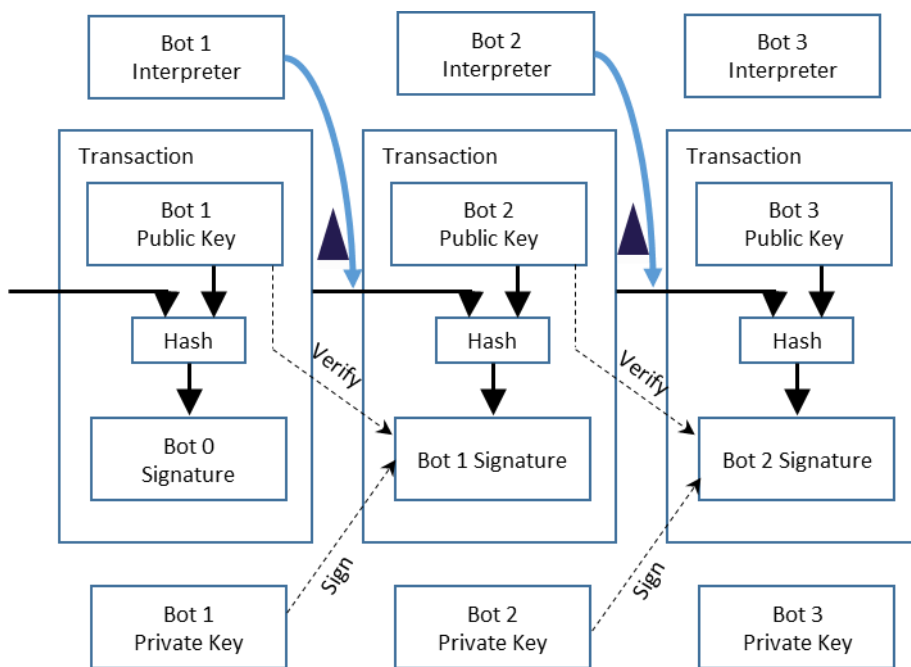 Bot 1
Interpreter
Bot 2
Interpreter
Bot 3
Interpreter
Transaction
Transaction
Transaction
Bot 1
Public Key
Bot 2
Public Key
Bot 3
Public Key
Hash
Hash
Hash
Verify
Verify
Bot 0
Signature
Bot 1 Signature
Bot 2 Signature
Sign
Sign
Bot 1
Private Key
Bot 2
Private Key
Bot 3
Private Key